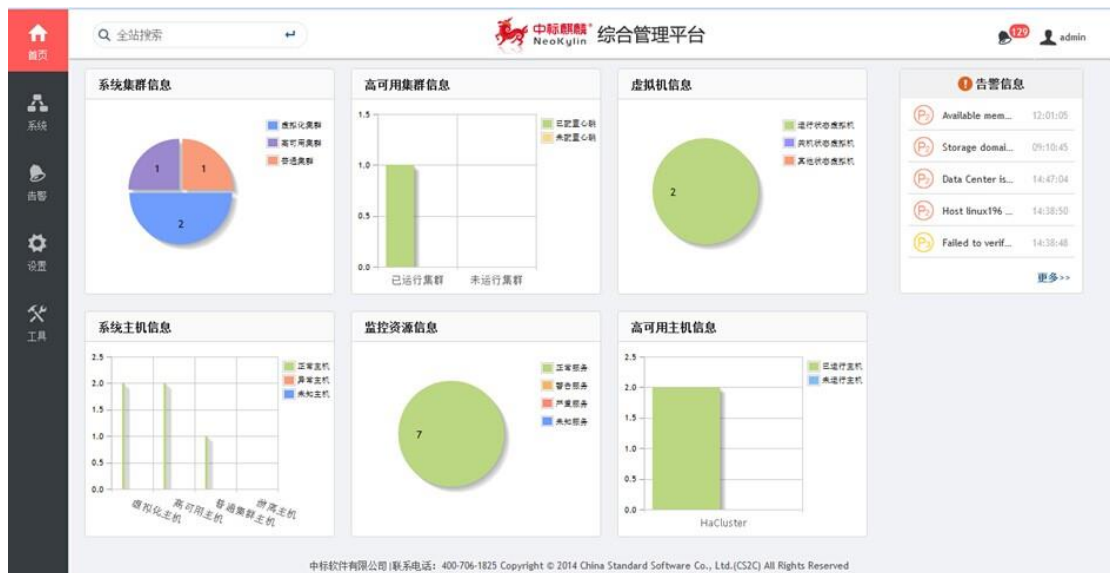 首页
系统
告警
设置
工具
全站搜索
中标麒麟
NeoKylin
综合管理平台
129
admin
系统集群信息
虚拟化集群
高可用集群
普通集群
1
1
2
高可用集群信息
1.5
1.0
0.5
0.0
已配置心跳
未配置心跳
已运行集群
未运行集群
虚拟机信息
运行状态虚拟机
关机状态虚拟机
其他状态虚拟机
2
告警信息
P2 Available mem... 12:01:05
P2 Storage domai... 09:10:45
P2 Data Center is... 14:47:04
P2 Host linux196 ... 14:38:50
Failed to verif... 14:38:48
更多>>
系统主机信息
2.5
2.0
1.5
1.0
0.5
0.0
正常主机
异常主机
未知主机
虚拟化主机
高可用主机
普通集群主机
游离主机
监控资源信息
正常服务
警告服务
严重服务
未知服务
7
高可用主机信息
2.5
2.0
1.5
1.0
0.5
0.0
已运行主机
未运行主机
HaCluster
中标软件有限公司|联系电话：400-706-1825 Copyright © 2014 China Standard Software Co., Ltd.(CS2C) All Rights Reserved